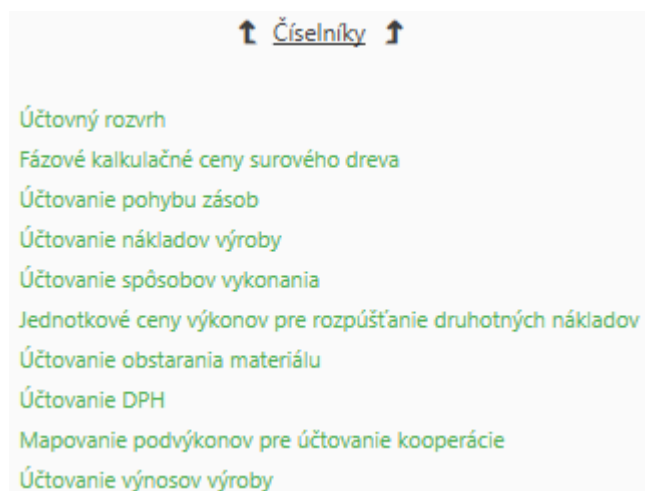 Číselníky
Účtovný rozvrh
Fázové kalkulačné ceny surového dreva
Účtovanie pohybu zásob
Účtovanie nákladov výroby
Účtovanie spôsobov vykonania
Jednotkové ceny výkonov pre rozpúšťanie druhotných nákladov
Účtovanie obstarania materiálu
Účtovanie DPH
Mapovanie podvýkonov pre účtovanie kooperácie
Účtovanie výnosov výroby